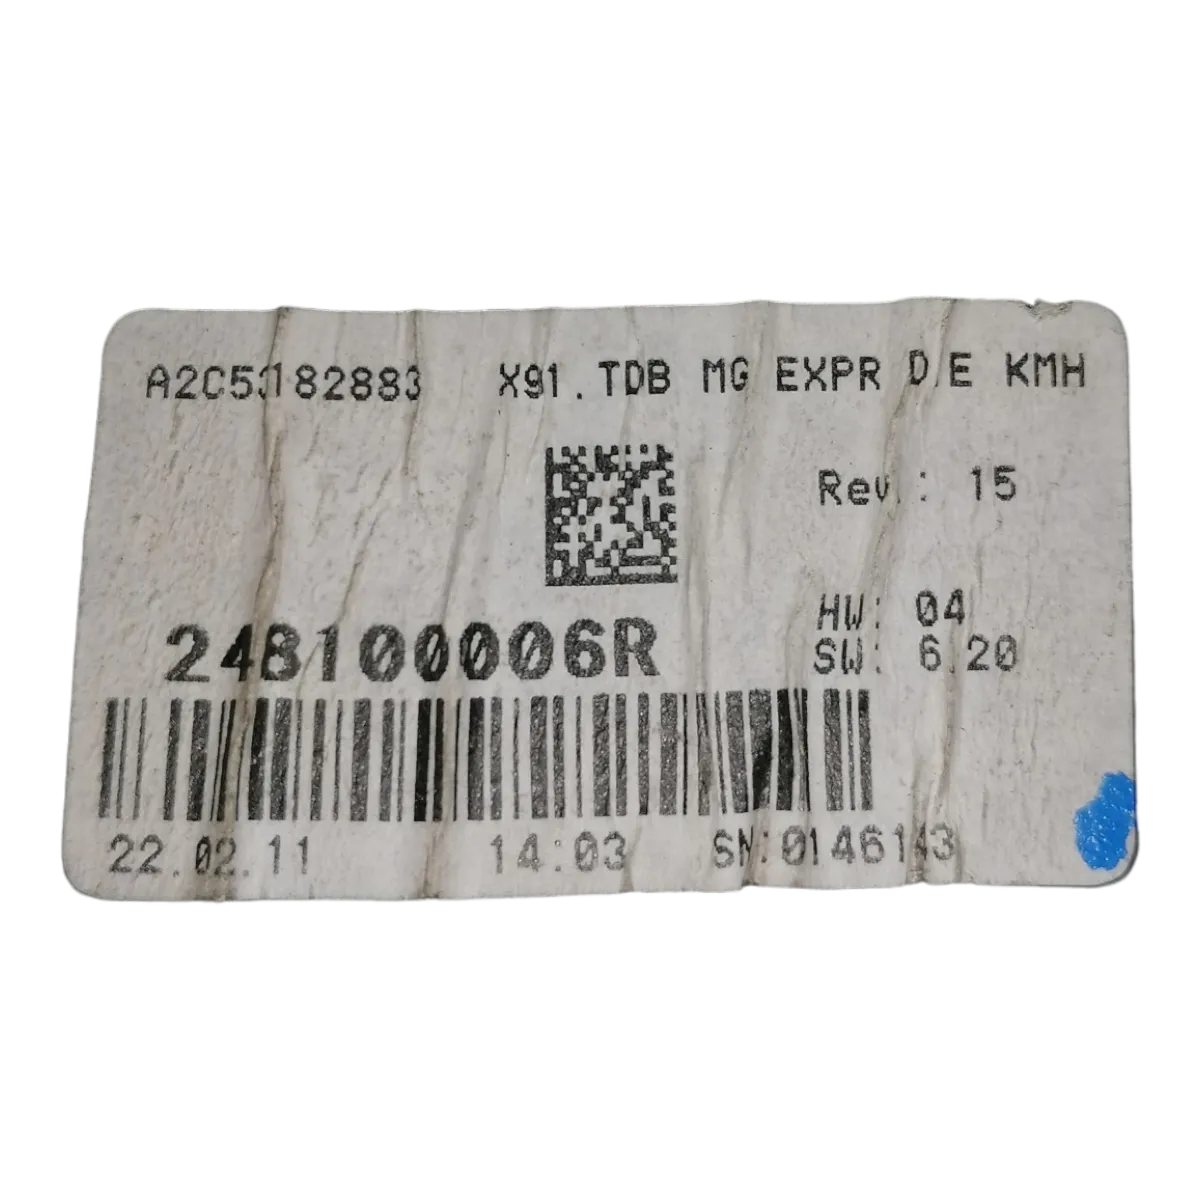 A2C53182883 X91.TDB MG EXPR D E KMH
Rev.: 15
HW: 04
248100006R
SW: 6.20
22.02.11 14:03 SN:0146143